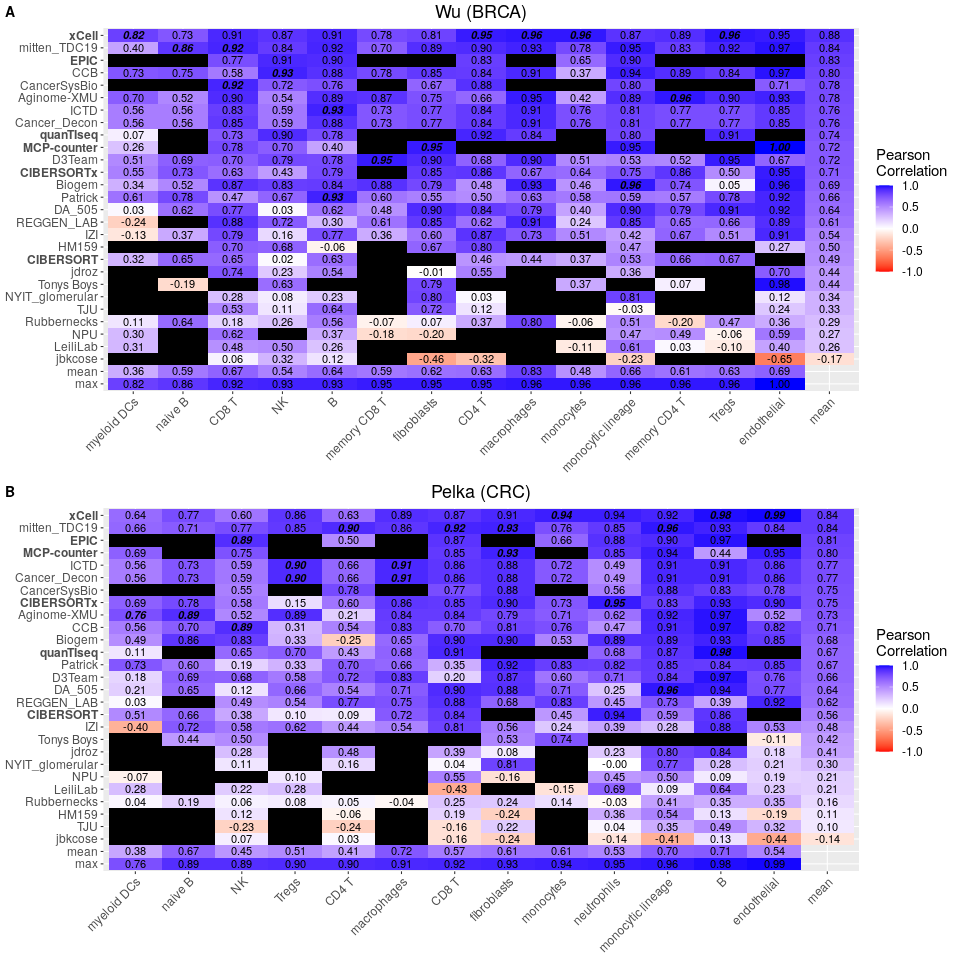 A
Wu (BRCA)
xCell 0.82 0.73 0.91 0.87 0.91 0.78 0.81 0.95 0.96 0.96 0.87 0.89 0.96 0.95 0.88
mitten_TDC19 0.40 0.86 0.92 0.84 0.92 0.70 0.89 0.90 0.93 0.78 0.95 0.83 0.92 0.97 0.84
EPIC 0.77 0.91 0.90 0.83 0.65 0.90 0.83
CCB 0.73 0.75 0.58 0.93 0.88 0.78 0.85 0.84 0.91 0.37 0.94 0.89 0.84 0.97 0.80
CancerSysBio 0.92 0.72 0.76 0.67 0.88 0.80 0.71 0.78
Aginome-XMU 0.70 0.52 0.90 0.54 0.89 0.87 0.75 0.66 0.95 0.42 0.89 0.96 0.90 0.93 0.78
ICTD 0.56 0.56 0.83 0.59 0.93 0.73 0.77 0.84 0.91 0.76 0.81 0.77 0.77 0.85 0.76
Cancer_Decon 0.56 0.56 0.85 0.59 0.88 0.73 0.77 0.84 0.91 0.76 0.81 0.77 0.77 0.85 0.76
quanTIseq 0.07 0.73 0.90 0.78 0.92 0.84 0.80 0.91 0.74
MCP-counter 0.26 0.78 0.70 0.40 0.95 0.95 1.00 0.72
D3Team 0.51 0.69 0.70 0.79 0.78 0.95 0.90 0.68 0.90 0.51 0.53 0.52 0.95 0.67 0.72
CIBERSORTx 0.55 0.73 0.63 0.43 0.79 0.85 0.86 0.67 0.64 0.75 0.86 0.50 0.95 0.71
Biogem 0.34 0.52 0.87 0.83 0.84 0.88 0.79 0.48 0.93 0.46 0.96 0.74 0.05 0.96 0.69
Patrick 0.61 0.78 0.47 0.67 0.93 0.60 0.55 0.50 0.63 0.58 0.59 0.57 0.78 0.92 0.66
DA_505 0.03 0.62 0.77 0.03 0.62 0.48 0.90 0.84 0.79 0.40 0.90 0.79 0.91 0.92 0.64
REGGEN_LAB -0.24 0.88 0.72 0.28 0.61 0.85 0.62 0.91 0.24 0.85 0.65 0.66 0.89 0.61
IZI -0.13 0.37 0.79 0.16 0.77 0.36 0.60 0.87 0.73 0.51 0.42 0.67 0.51 0.91 0.54
HM159 0.70 0.68 -0.06 0.67 0.80 0.47 0.27 0.50
CIBERSORT 0.32 0.65 0.65 0.02 0.63 0.46 0.44 0.37 0.53 0.66 0.67 0.49
jdroz 0.74 0.23 0.54 -0.01 0.55 0.36 0.70 0.44
Tonys Boys -0.19 0.63 0.79 0.37 0.07 0.98 0.44
NYIT_glomerular 0.28 0.08 0.23 0.80 0.03 0.81 0.12 0.34
TJU 0.53 0.11 0.64 0.72 0.12 -0.03 0.24 0.33
Rubbernecks 0.11 0.64 0.18 0.26 0.56 -0.07 0.07 0.37 0.80 -0.06 0.51 -0.20 0.47 0.36 0.29
NPU 0.30 0.62 0.37 -0.18 -0.20 0.47 0.49 -0.06 0.59 0.27
LeiliLab 0.31 0.48 0.50 0.26 -0.11 0.61 0.03 -0.10 0.40 0.26
jbkcose 0.06 0.32 0.12 -0.46 -0.32 -0.23 -0.65 -0.17
mean 0.36 0.59 0.67 0.54 0.64 0.59 0.62 0.63 0.83 0.48 0.66 0.61 0.63 0.69
max 0.82 0.86 0.92 0.93 0.93 0.95 0.95 0.95 0.96 0.96 0.96 0.96 0.96 1.00
myeloid DCs naive B CD8 T NK B memory CD8 T fibroblasts CD4 T macrophages monocytes monocytic lineage memory CD4 T Tregs endothelial mean
Pearson
Correlation
1.0
0.5
0.0
-0.5
-1.0
B
Pelka (CRC)
xCell 0.64 0.77 0.60 0.86 0.63 0.89 0.87 0.91 0.94 0.94 0.92 0.98 0.99 0.84
mitten_TDC19 0.66 0.71 0.77 0.85 0.90 0.86 0.92 0.93 0.76 0.85 0.96 0.93 0.84 0.84
EPIC 0.89 0.50 0.87 0.66 0.88 0.90 0.97 0.81
MCP-counter 0.69 0.75 0.85 0.93 0.85 0.94 0.44 0.95 0.80
ICTD 0.56 0.73 0.59 0.90 0.66 0.91 0.86 0.88 0.72 0.49 0.91 0.91 0.86 0.77
Cancer_Decon 0.56 0.73 0.59 0.90 0.66 0.91 0.86 0.88 0.72 0.49 0.91 0.91 0.86 0.77
CancerSysBio 0.55 0.78 0.77 0.88 0.56 0.88 0.83 0.78 0.75
CIBERSORTx 0.69 0.78 0.58 0.15 0.60 0.86 0.85 0.90 0.73 0.95 0.83 0.93 0.90 0.75
Aginome-XMU 0.76 0.89 0.52 0.89 0.21 0.84 0.84 0.79 0.71 0.62 0.92 0.97 0.52 0.73
CCB 0.56 0.70 0.89 0.31 0.54 0.83 0.70 0.81 0.76 0.47 0.91 0.97 0.82 0.71
Biogem 0.49 0.86 0.83 0.33 -0.25 0.65 0.90 0.90 0.53 0.89 0.89 0.93 0.85 0.68
quanTIseq 0.11 0.65 0.70 0.43 0.68 0.91 0.68 0.87 0.98 0.67
Patrick 0.73 0.60 0.19 0.33 0.70 0.66 0.35 0.92 0.83 0.82 0.85 0.84 0.85 0.67
D3Team 0.18 0.69 0.68 0.58 0.72 0.83 0.20 0.87 0.60 0.71 0.84 0.97 0.76 0.66
DA_505 0.21 0.65 0.12 0.66 0.54 0.71 0.90 0.88 0.71 0.25 0.96 0.94 0.77 0.64
REGGEN_LAB 0.03 0.49 0.54 0.77 0.75 0.88 0.68 0.83 0.45 0.73 0.39 0.92 0.62
CIBERSORT 0.51 0.66 0.38 0.10 0.09 0.72 0.84 0.45 0.94 0.59 0.86 0.56
IZI -0.40 0.72 0.58 0.62 0.44 0.54 0.81 0.56 0.24 0.39 0.28 0.88 0.53 0.48
Tonys Boys 0.44 0.50 0.53 0.74 -0.11 0.42
jdroz 0.28 0.48 0.39 0.08 0.23 0.80 0.84 0.18 0.41
NYIT_glomerular 0.11 0.16 0.04 0.81 -0.00 0.77 0.28 0.21 0.30
NPU -0.07 0.10 0.55 -0.16 0.45 0.50 0.09 0.19 0.21
LeiliLab 0.28 0.22 0.28 -0.43 -0.15 0.69 0.09 0.64 0.23 0.21
Rubbernecks 0.04 0.19 0.06 0.08 0.05 -0.04 0.25 0.24 0.14 -0.03 0.41 0.35 0.35 0.16
HM159 0.12 -0.06 0.19 -0.24 0.36 0.54 0.13 -0.19 0.11
TJU -0.23 -0.24 -0.16 0.22 0.04 0.35 0.49 0.32 0.10
jbkcose 0.07 0.03 -0.16 -0.24 -0.14 -0.41 0.13 -0.44 -0.14
mean 0.38 0.67 0.45 0.51 0.41 0.72 0.57 0.61 0.61 0.53 0.70 0.71 0.54
max 0.76 0.89 0.89 0.90 0.90 0.91 0.92 0.93 0.94 0.95 0.96 0.98 0.99
myeloid DCs naive B NK Tregs CD4 T macrophages CD8 T fibroblasts monocytes neutrophils monocytic lineage B endothelial mean
Pearson
Correlation
1.0
0.5
0.0
-0.5
-1.0